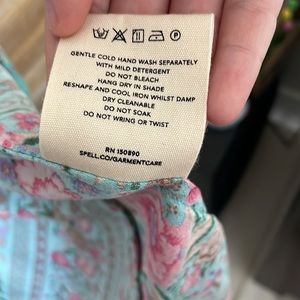 GENTLE COLD HAND WASH SEPARATELY
WITH MILD DETERGENT
DO NOT BLEACH
HANG DRY IN SHADE
RESHAPE AND COOL IRON WHILST DAMP
DRY CLEANABLE
DO NOT SOAK
DO NOT WRING OR TWIST
RN 150890
SPELL.CO/GARMENTCARE